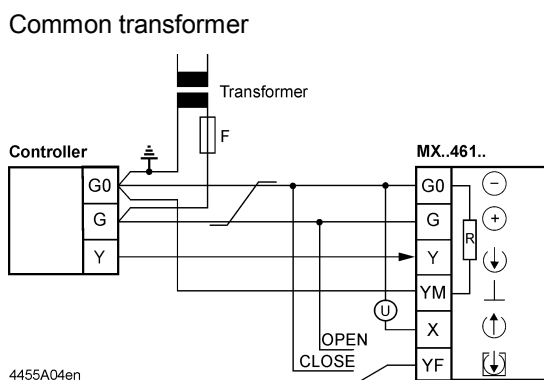 Common transformer
Transformer
F
Controller
MX..461..
G0
G0
G
G
R
Y
Y
YM
U
X
OPEN
CLOSE
YF
4455A04en